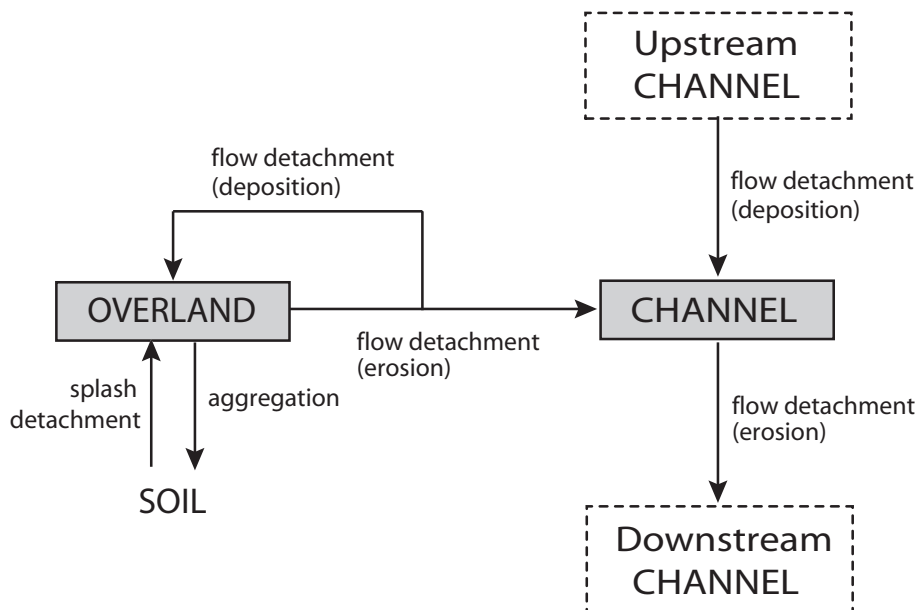 Upstream
CHANNEL
flow detachment
(deposition)
flow detachment
(deposition)
OVERLAND
CHANNEL
flow detachment
(erosion)
splash
detachment
aggregation
flow detachment
(erosion)
SOIL
Downstream
CHANNEL